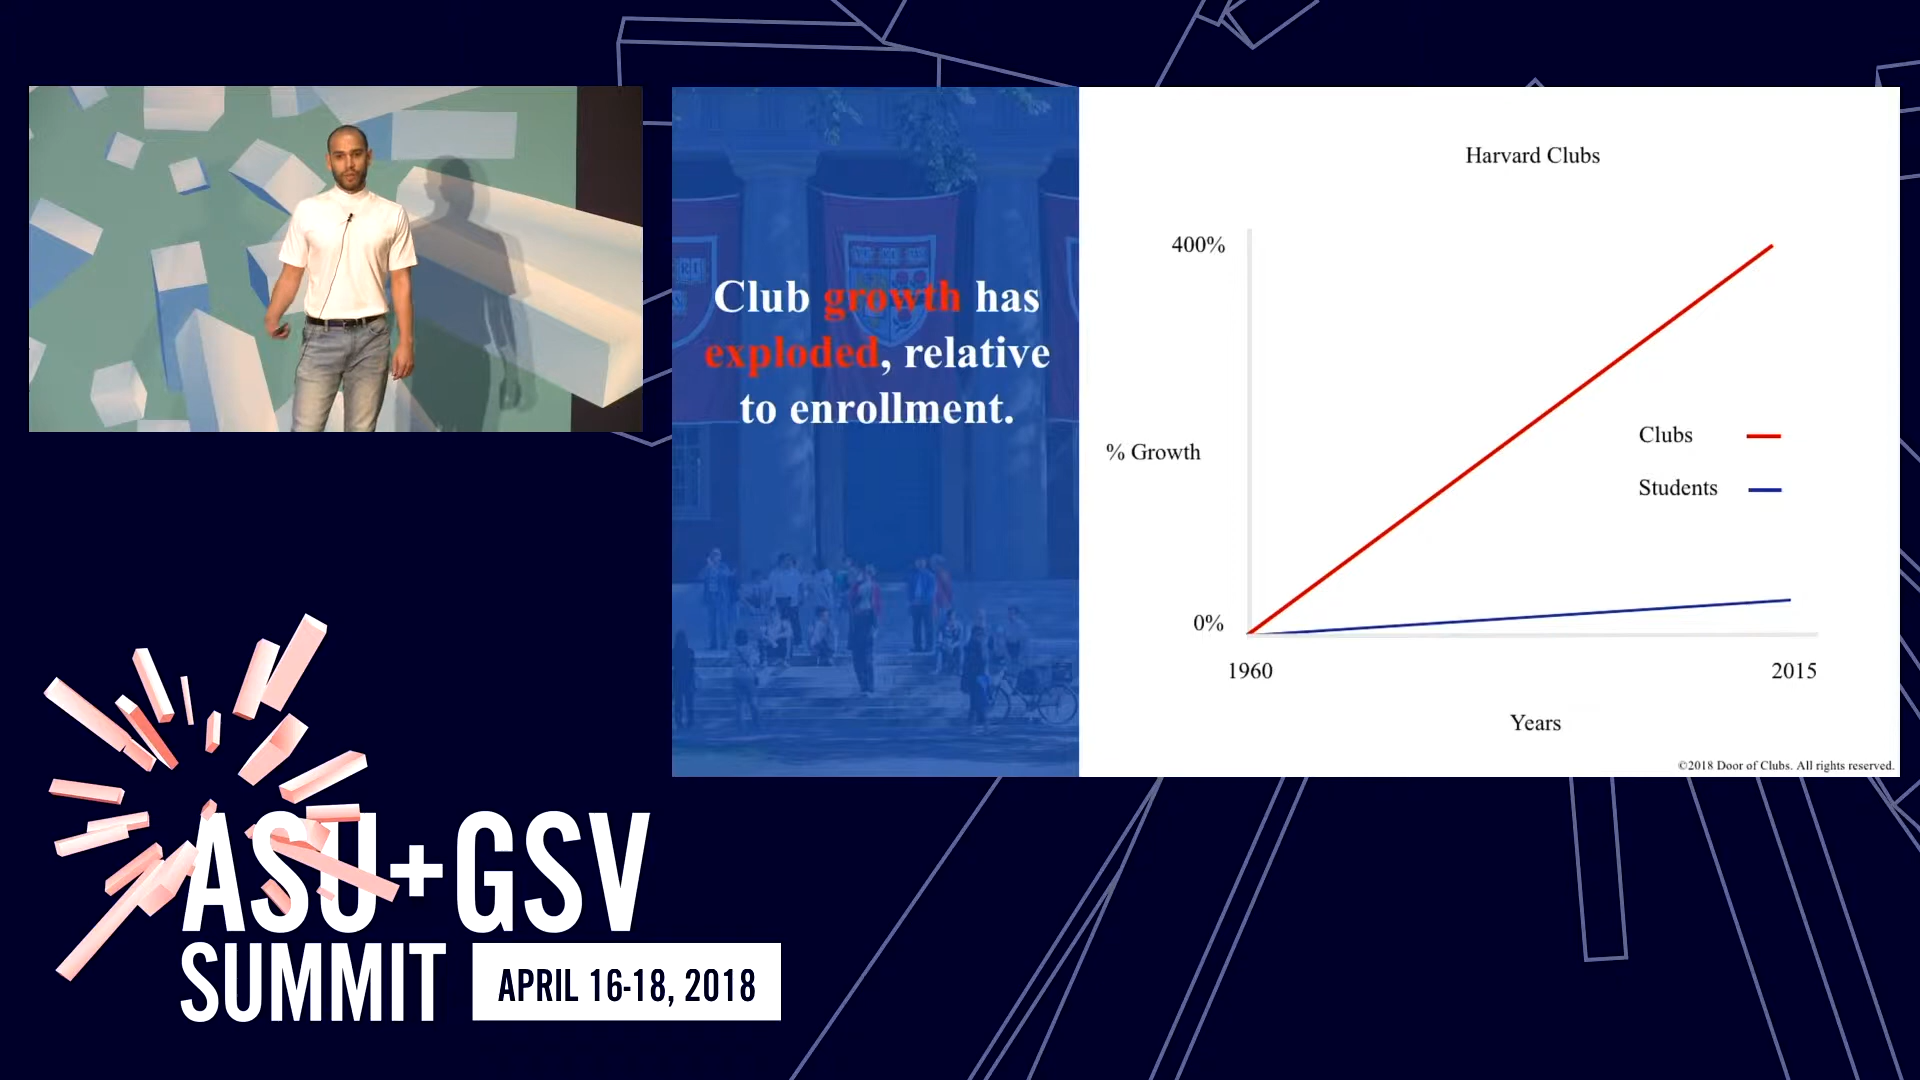 Club growth has
exploded, relative
to enrollment.
Harvard Clubs
400%
% Growth
Clubs
Students
0%
1960
2015
Years
©2018 Door of Clubs. All rights reserved.
ASU+GSV
SUMMIT
APRIL 16-18, 2018